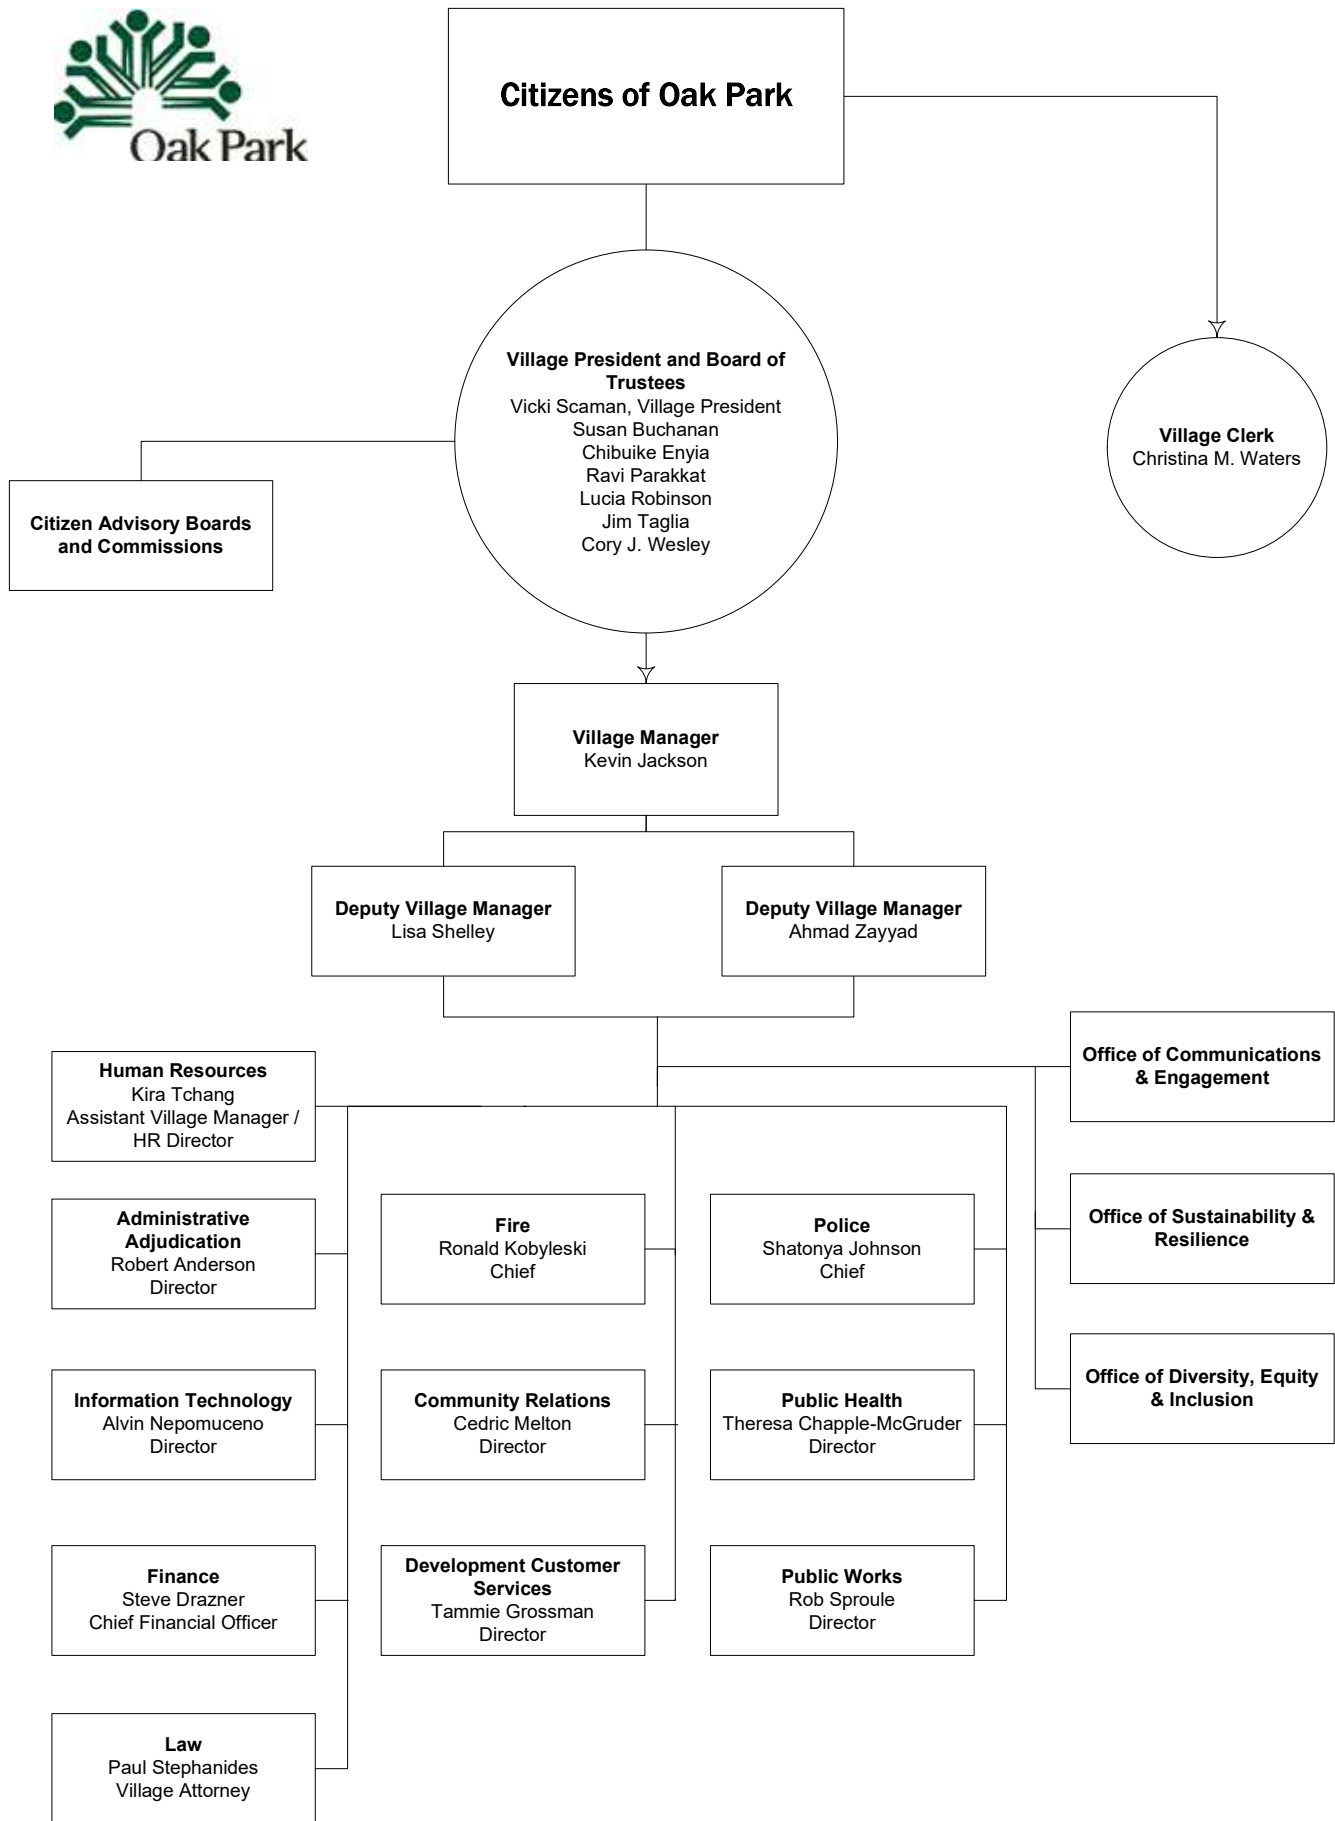 Oak Park
Citizens of Oak Park
Village President and Board of
Trustees
Vicki Scaman, Village President
Susan Buchanan
Chibuike Enyia
Ravi Parakkat
Lucia Robinson
Jim Taglia
Cory J. Wesley
Village Clerk
Christina M. Waters
Citizen Advisory Boards
and Commissions
Village Manager
Kevin Jackson
Deputy Village Manager
Lisa Shelley
Deputy Village Manager
Ahmad Zayyad
Human Resources
Kira Tchang
Assistant Village Manager /
HR Director
Office of Communications
& Engagement
Administrative
Adjudication
Robert Anderson
Director
Fire
Ronald Kobyleski
Chief
Police
Shatonya Johnson
Chief
Office of Sustainability &
Resilience
Information Technology
Alvin Nepomuceno
Director
Community Relations
Cedric Melton
Director
Public Health
Theresa Chapple-McGruder
Director
Office of Diversity, Equity
& Inclusion
Finance
Steve Drazner
Chief Financial Officer
Development Customer
Services
Tammie Grossman
Director
Public Works
Rob Sproule
Director
Law
Paul Stephanides
Village Attorney